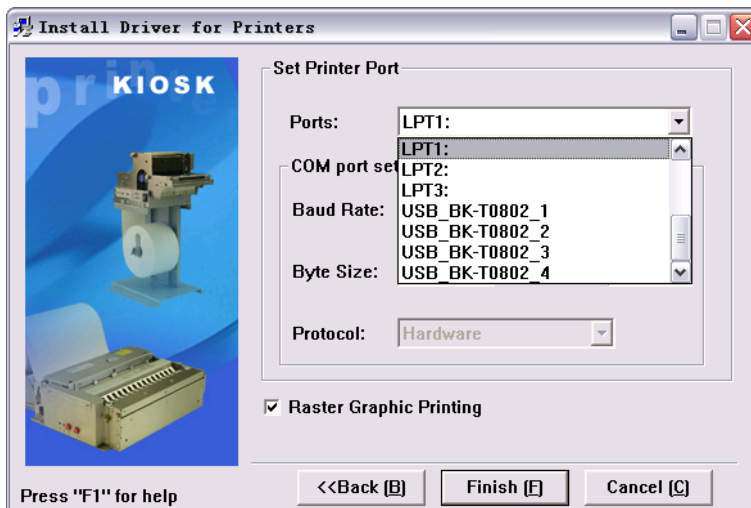 Install Driver for Printers
printe
KIOSK
Set Printer Port
Ports:
LPT1:
LPT1:
LPT2:
LPT3:
USB_BK-T0802_1
USB_BK-T0802_2
USB_BK-T0802_3
USB_BK-T0802_4
COM port set
Baud Rate:
Byte Size:
Protocol:
Hardware
Raster Graphic Printing
<<Back (B)
Finish (F)
Cancel (C)
Press "F1" for help